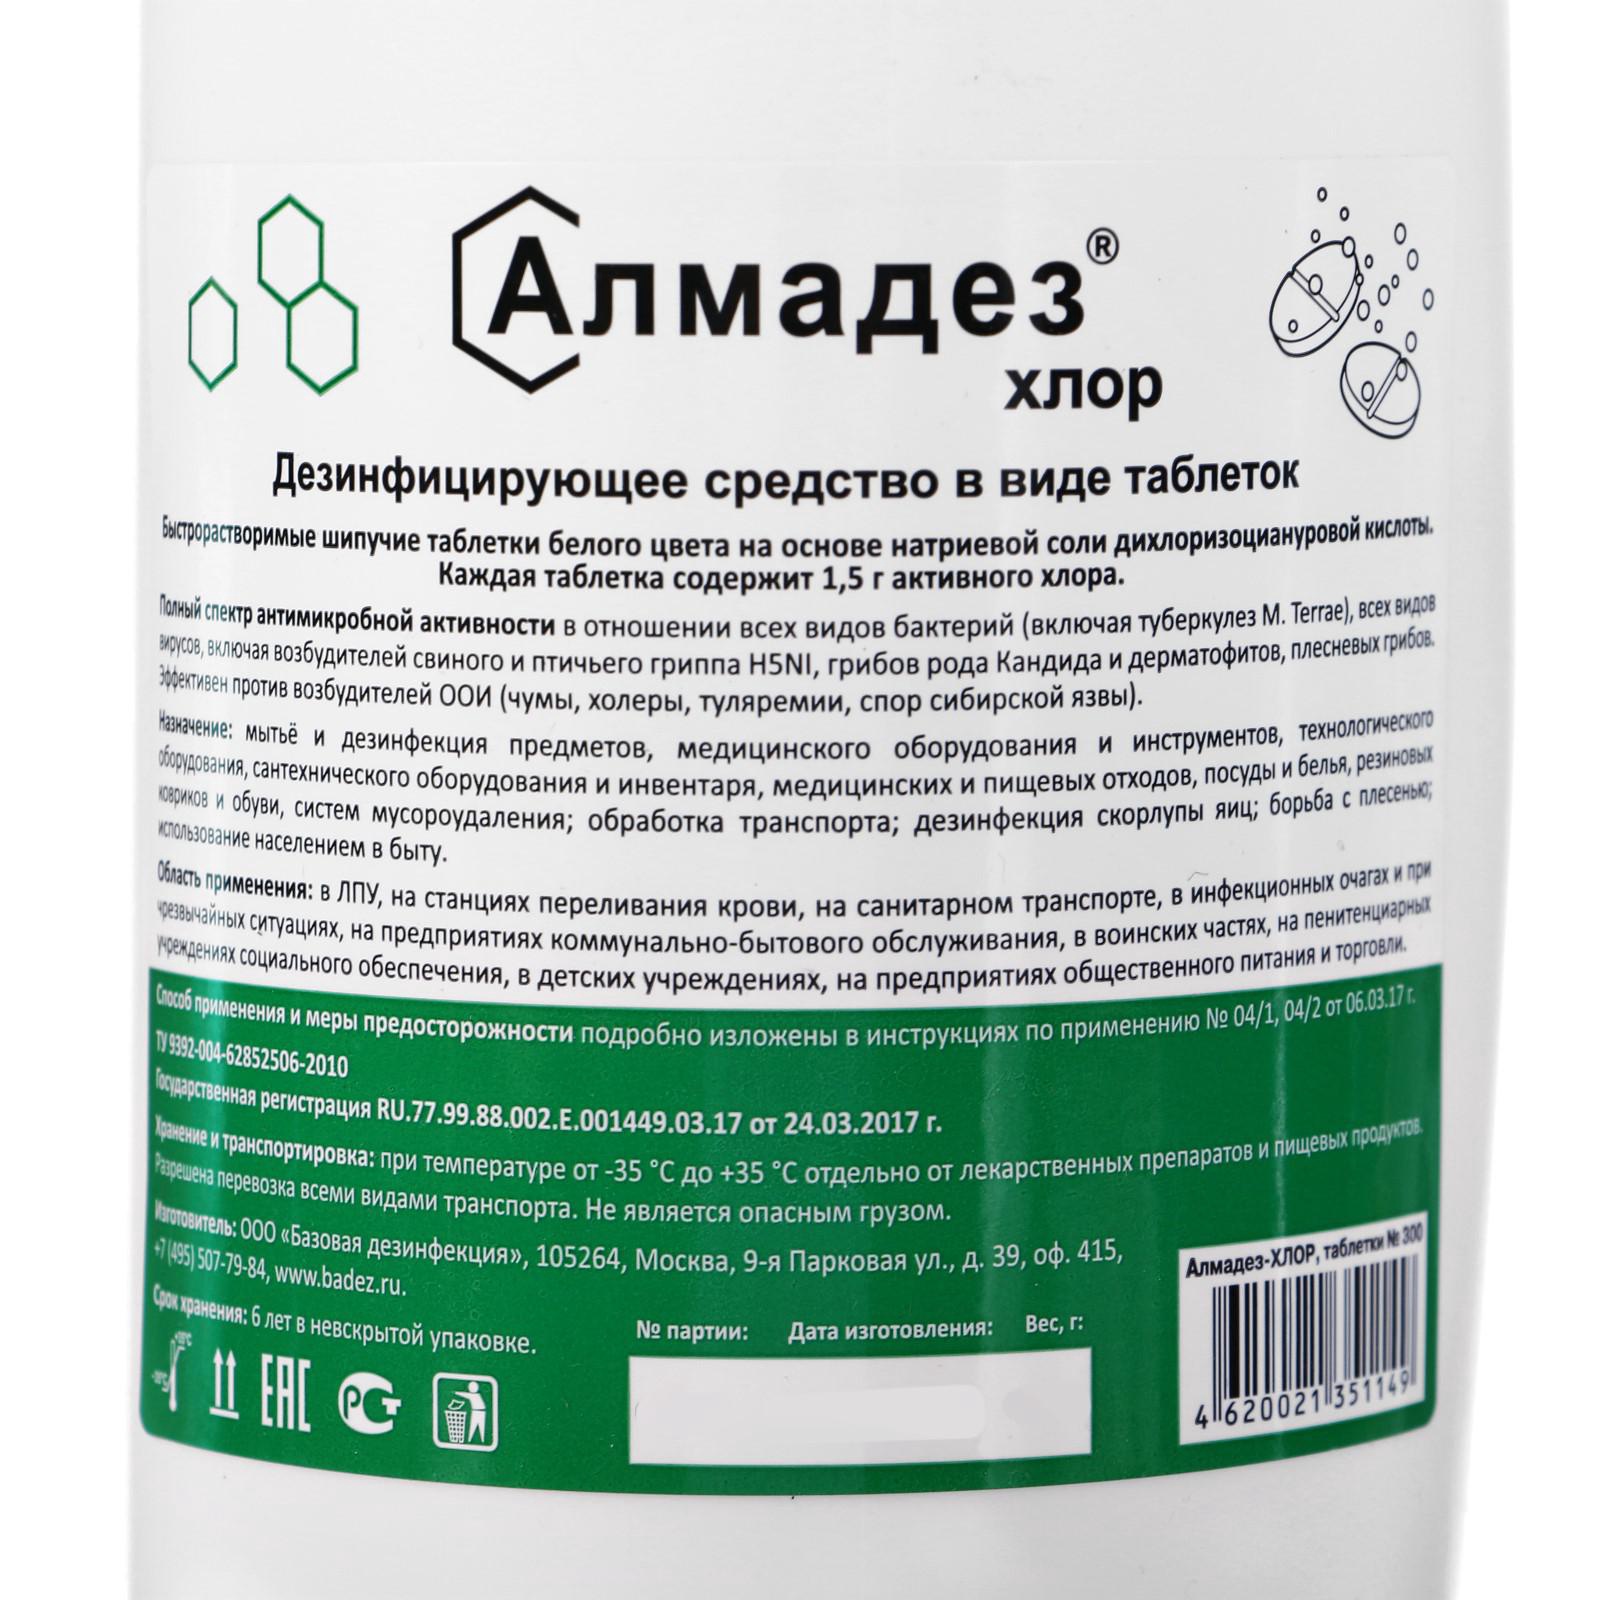 Алмадез®
хлор
Дезинфицирующее средство в виде таблеток
Быстрорастворимые шипучие таблетки белого цвета на основе натриевой соли дихлоризоциануровой кислоты.
Каждая таблетка содержит 1,5 г активного хлора.
Полный спектр антимикробной активности в отношении всех видов бактерий (включая туберкулез M. Terrae), всех видов
вирусов, включая возбудителей свиного и птичьего гриппа H5NI, грибов рода Кандида и дерматофитов, плесневых грибов.
Эффективен против возбудителей ООИ (чумы, холеры, туляремии, спор сибирской язвы).
Назначение: мытьё и дезинфекция предметов, медицинского оборудования и инструментов, технологического
оборудования, сантехнического оборудования и инвентаря, медицинских и пищевых отходов, посуды и белья, резиновых
ковриков и обуви, систем мусороудаления; обработка транспорта; дезинфекция скорлупы яиц; борьба с плесенью;
использование населением в быту.
Область применения: в ЛПУ, на станциях переливания крови, на санитарном транспорте, в инфекционных очагах и при
чрезвычайных ситуациях, на предприятиях коммунально-бытового обслуживания, в воинских частях, на пенитенциарных
учреждениях социального обеспечения, в детских учреждениях, на предприятиях общественного питания и торговли.
Способ применения и меры предосторожности подробно изложены в инструкциях по применению № 04/1, 04/2 от 06.03.17 г.
ТУ 9392-004-62852506-2010
Государственная регистрация RU.77.99.88.002.E.001449.03.17 от 24.03.2017 г.
Хранение и транспортировка: при температуре от -35 °C до +35 °C отдельно от лекарственных препаратов и пищевых продуктов.
Разрешена перевозка всеми видами транспорта. Не является опасным грузом.
Изготовитель: ООО «Базовая дезинфекция», 105264, Москва, 9-я Парковая ул., д. 39, оф. 415,
+7 (495) 507-79-84, www.badez.ru.
Срок хранения: 6 лет в невскрытой упаковке.
№ партии: Дата изготовления: Вес, г:
Алмадез-ХЛОР, таблетки № 300
4 620021 351149
+35°C
-35°C
EAC
РСТ